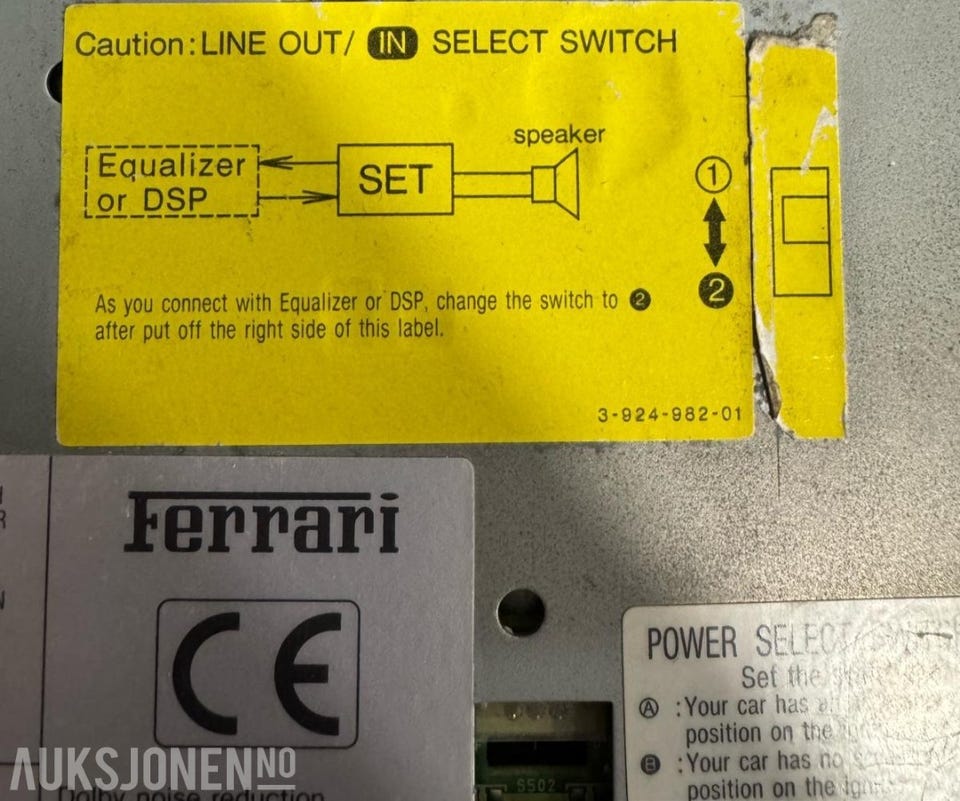 Caution: LINE OUT/ IN SELECT SWITCH
speaker
Equalizer
or DSP
SET
①
❷
As you connect with Equalizer or DSP, change the switch to ❷
after put off the right side of this label.
3-924-982-01
Ferrari
CE
Dolby noise reduction
S502
POWER SELECT
Set the
Ⓐ :Your car has a
position on the
🅑 :Your car has no
position on the
AUKSJONEN.NO